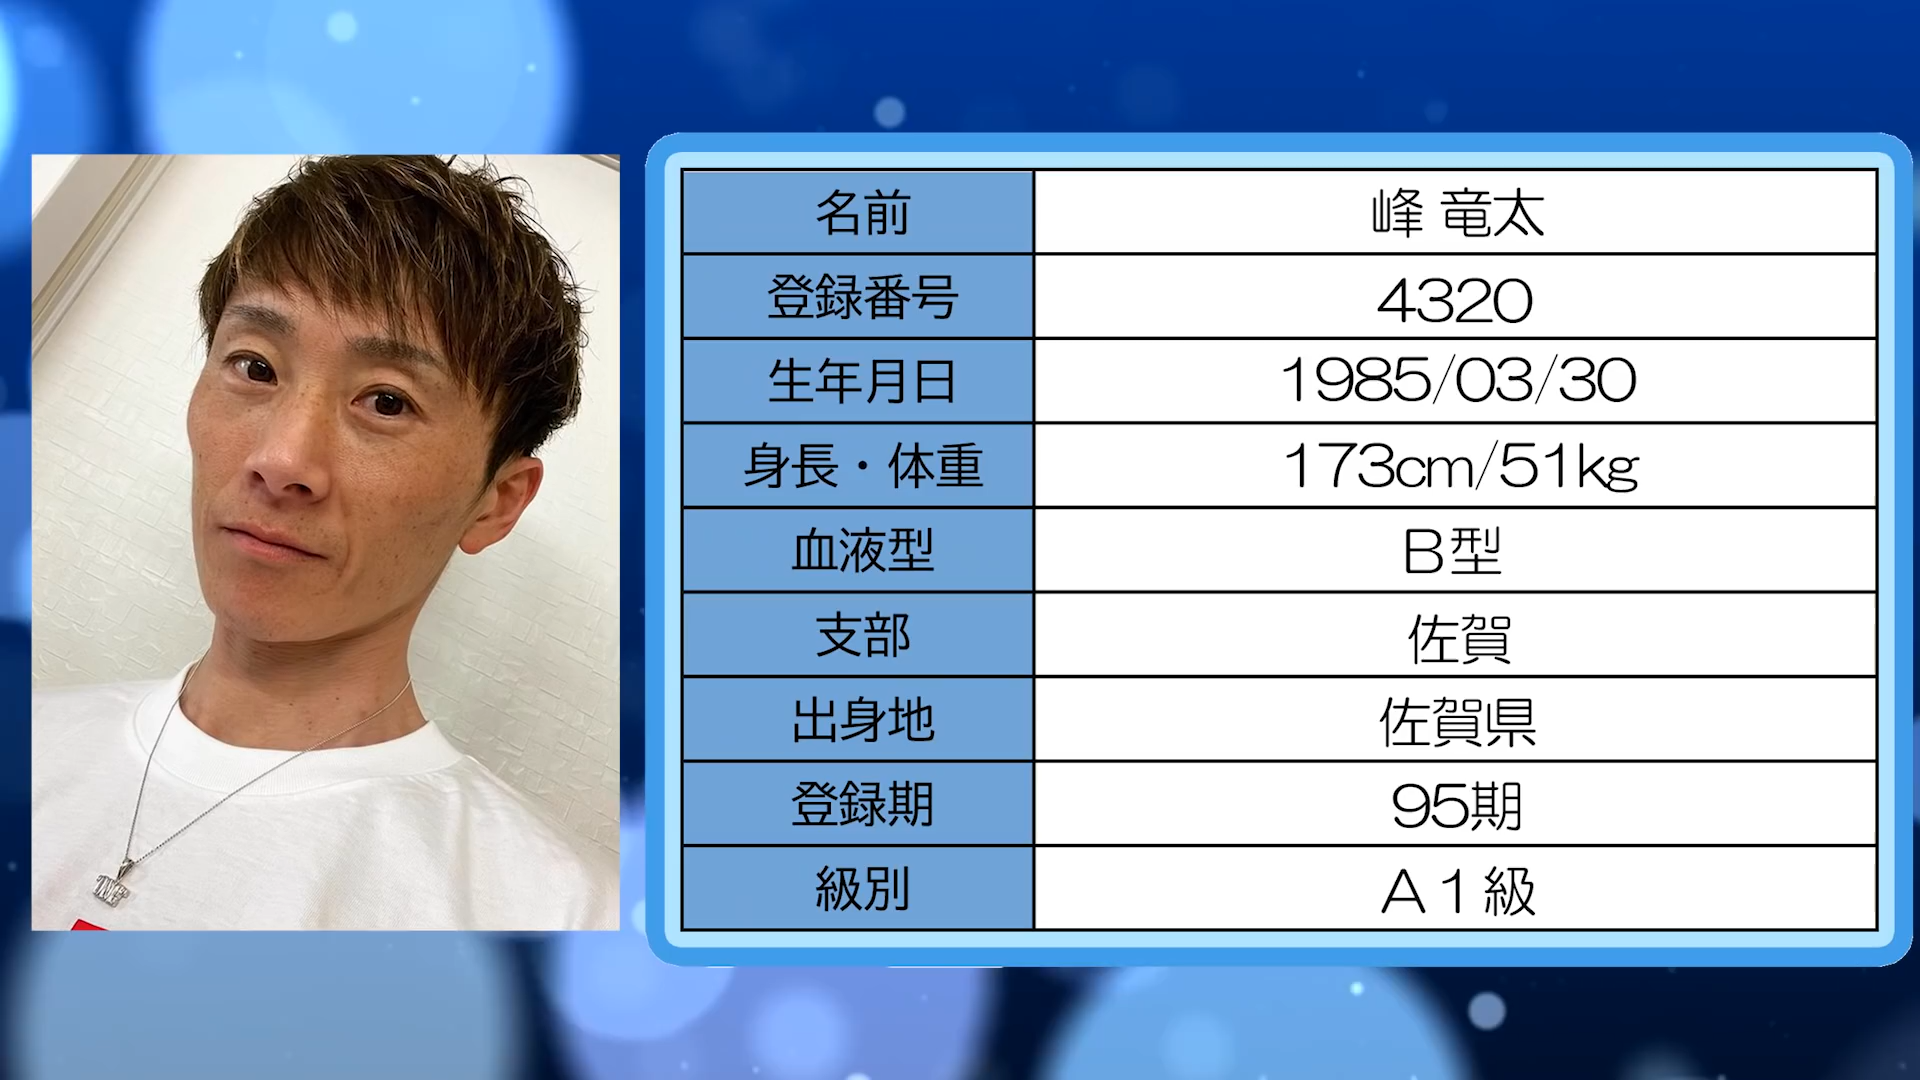 名前 峰 竜太
登録番号 4320
生年月日 1985/03/30
身長・体重 173cm/51kg
血液型 B型
支部 佐賀
出身地 佐賀県
登録期 95期
級別 A1級